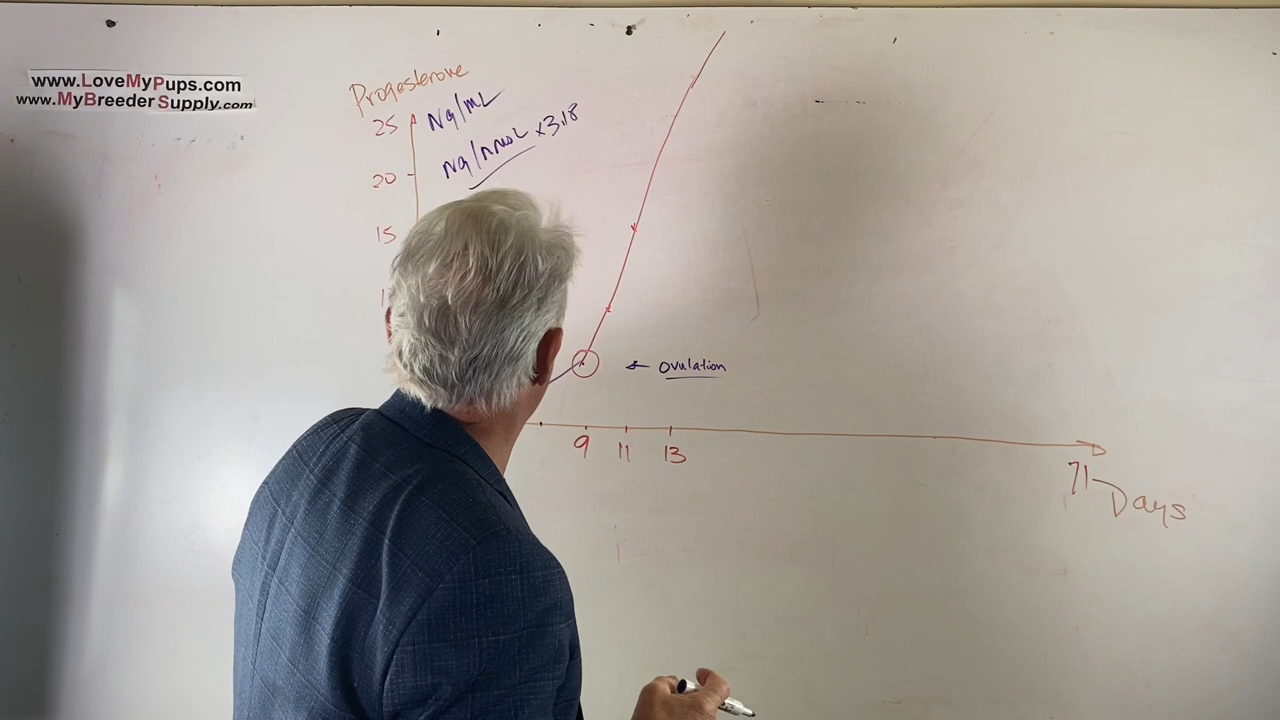 www.LoveMyPups.com
www.MyBreederSupply.com
Progesterone
25 Ng/mL
Ng/nmoL x3.18
20
15
ovulation
9 11 13
71
Days